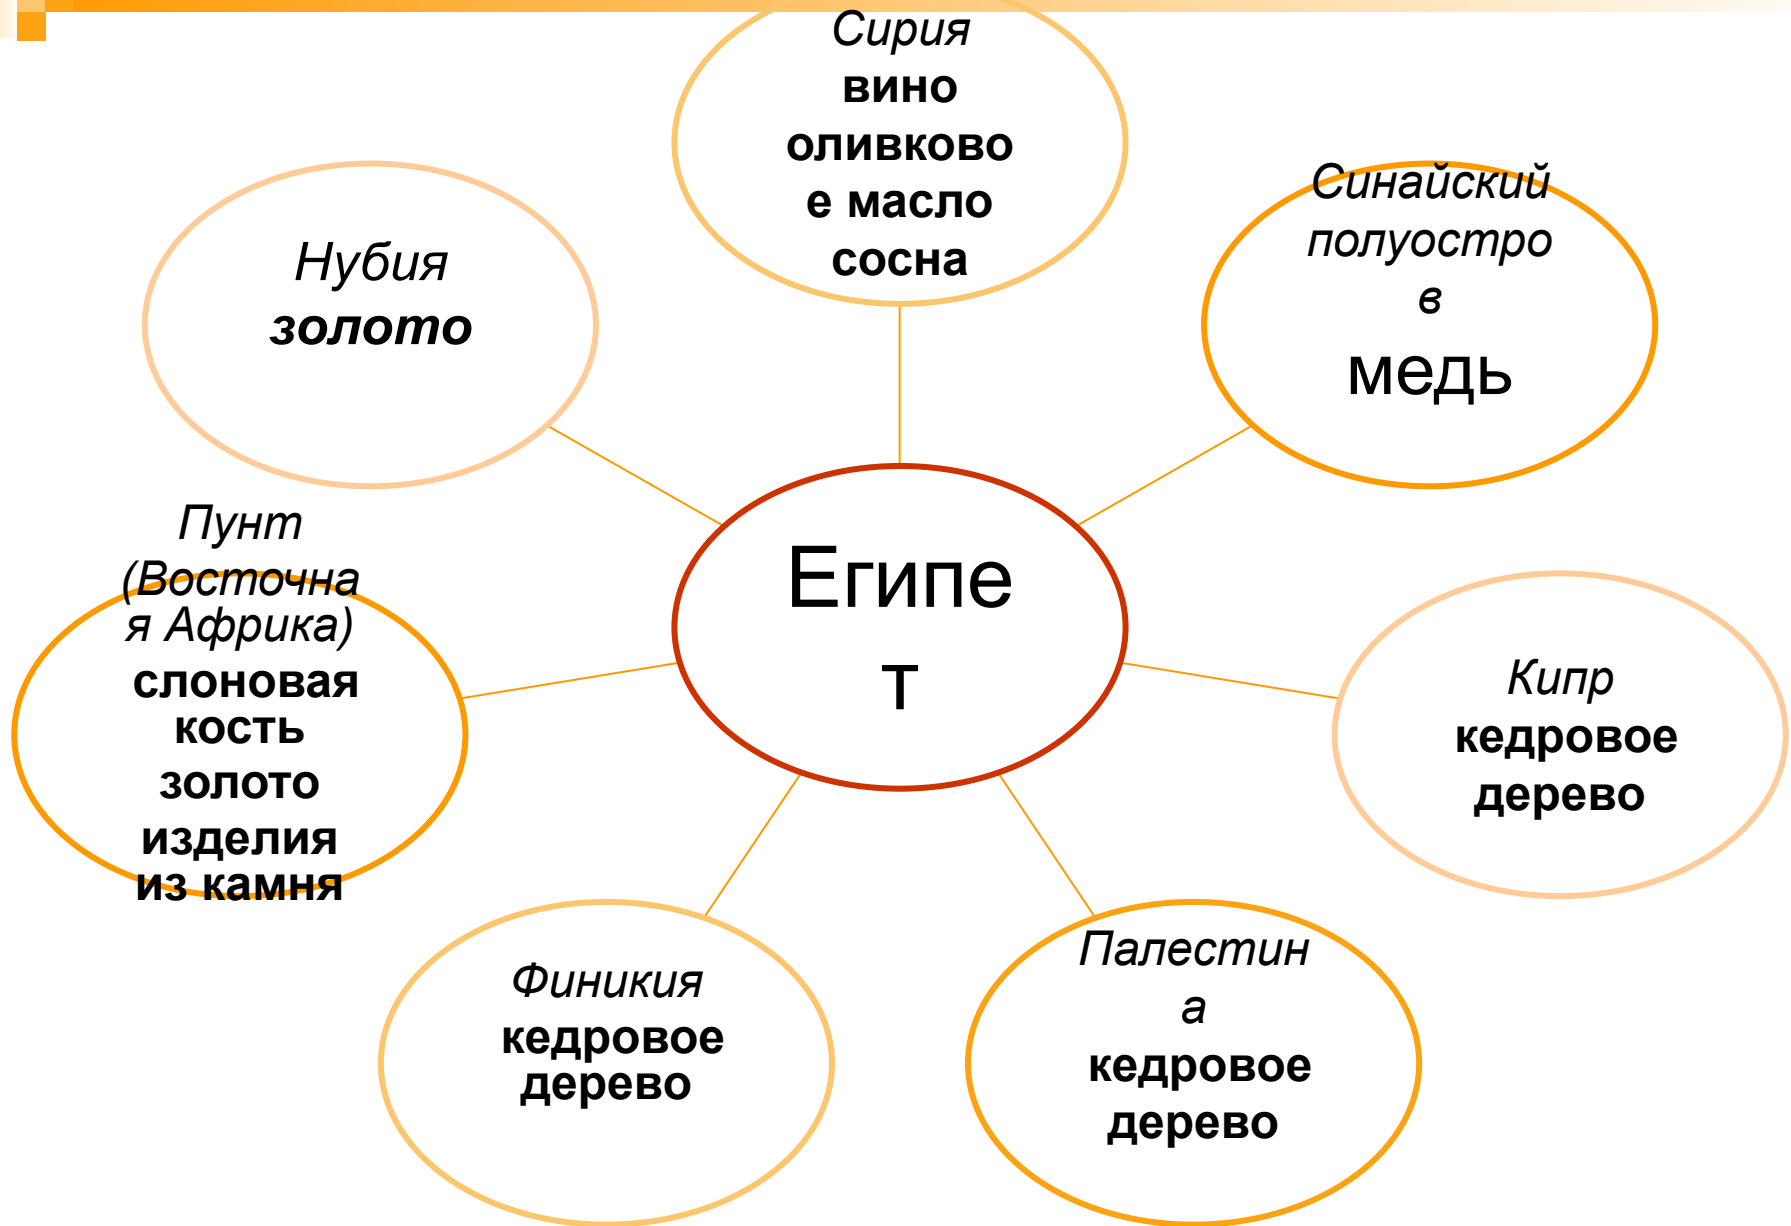 Сирия
вино
оливково
е масло
сосна
Синайский
полуостро
в
медь
Нубия
золото
Египе
т
Пунт
(Восточна
я Африка)
слоновая
кость
золото
изделия
из камня
Кипр
кедровое
дерево
Финикия
кедровое
дерево
Палестин
а
кедровое
дерево